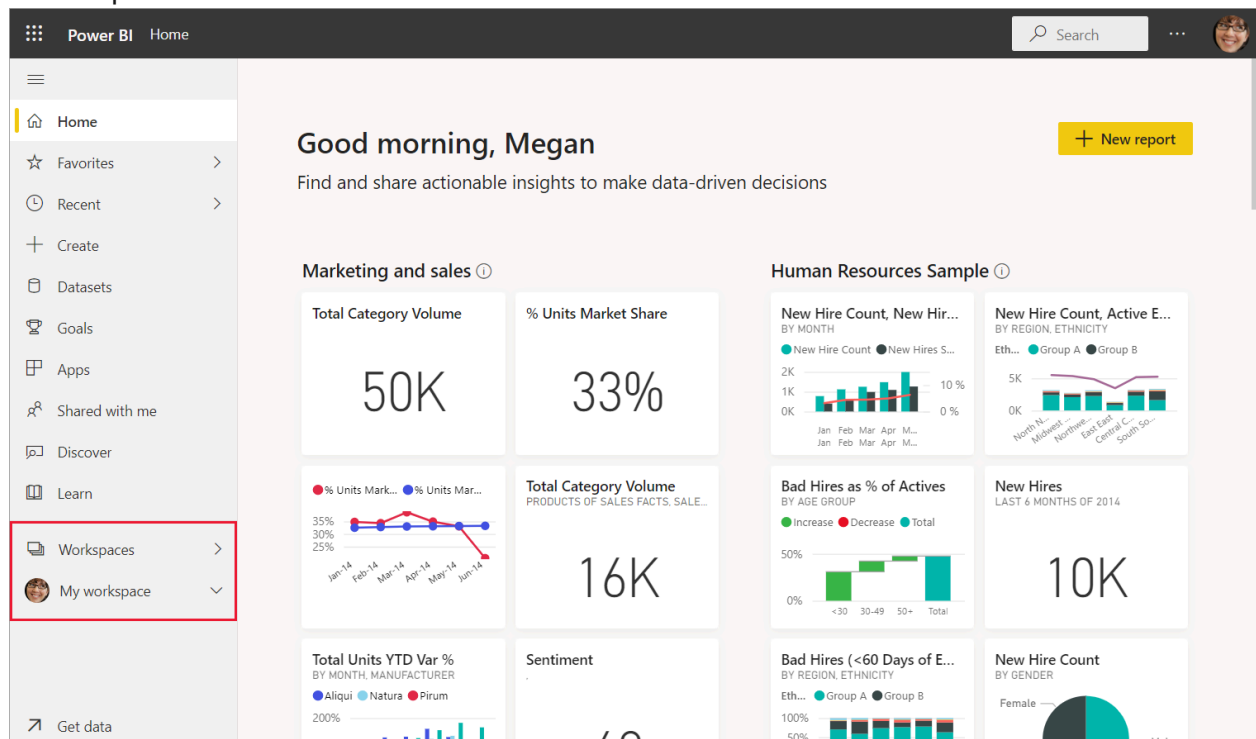 Power BI Home
Search
Home
Favorites
Recent
Create
Datasets
Goals
Apps
Shared with me
Discover
Learn
Workspaces
My workspace
Get data
Good morning, Megan
New report
Find and share actionable insights to make data-driven decisions
Marketing and sales
Total Category Volume
50K
% Units Market Share
33%
% Units Mark... % Units Mar...
35%
30%
25%
Jan-14 Feb-14 Mar-14 Apr-14 May-14 Jun-14
Total Category Volume
PRODUCTS OF SALES FACTS, SALE...
16K
Total Units YTD Var %
BY MONTH, MANUFACTURER
Aliqui Natura Pirum
200%
Sentiment
Human Resources Sample
New Hire Count, New Hir...
BY MONTH
New Hire Count New Hires S...
2K
1K
0K
10 %
0 %
Jan Feb Mar Apr M...
Jan Feb Mar Apr M...
New Hire Count, Active E...
BY REGION, ETHNICITY
Eth... Group A Group B
5K
0K
North N... Midwest ... Northwe... East East Central C... South So...
Bad Hires as % of Actives
BY AGE GROUP
Increase Decrease Total
50%
0%
<30 30-49 50+ Total
New Hires
LAST 6 MONTHS OF 2014
10K
Bad Hires (<60 Days of E...
BY REGION, ETHNICITY
Eth... Group A Group B
100%
50%
New Hire Count
BY GENDER
Female